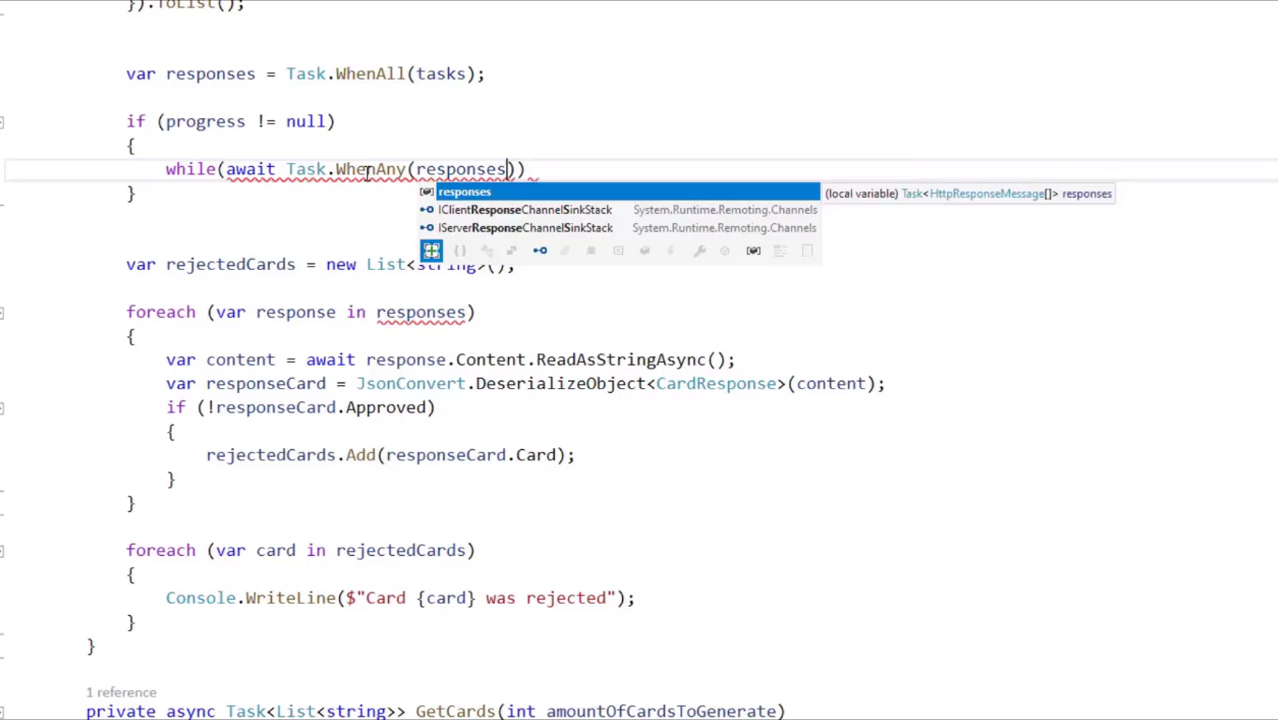 }).ToList();
var responses = Task.WhenAll(tasks);
if (progress != null)
{
while(await Task.WhenAny(responses))
responses
(local variable) Task<HttpResponseMessage[]> responses
}
IClientResponseChannelSinkStack System.Runtime.Remoting.Channels
IServerResponseChannelSinkStack System.Runtime.Remoting.Channels
var rejectedCards = new List<string>();
foreach (var response in responses)
{
var content = await response.Content.ReadAsStringAsync();
var responseCard = JsonConvert.DeserializeObject<CardResponse>(content);
if (!responseCard.Approved)
{
rejectedCards.Add(responseCard.Card);
}
}
foreach (var card in rejectedCards)
{
Console.WriteLine($"Card {card} was rejected");
}
}
1 reference
private async Task<List<string>> GetCards(int amountOfCardsToGenerate)